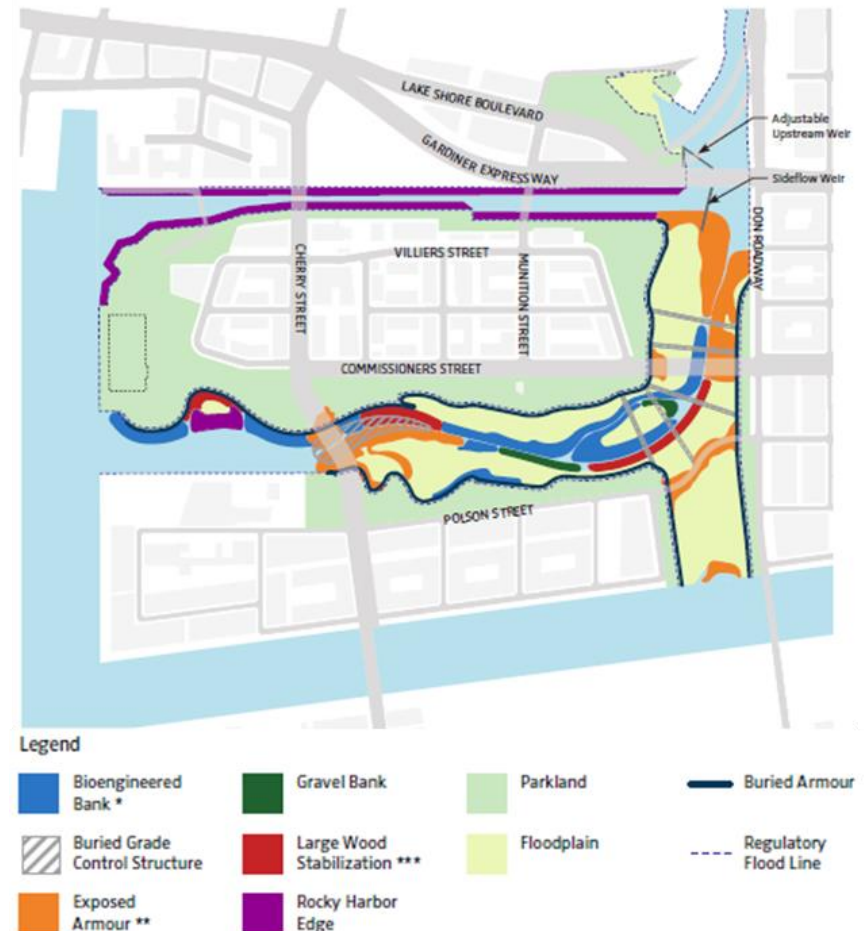 LAKE SHORE BOULEVARD
GARDINER EXPRESSWAY
Adjustable
Upstream Weir
Sideflow Weir
DON ROADWAY
VILLIERS STREET
CHERRY STREET
MUNITION STREET
COMMISSIONERS STREET
POLSON STREET
Legend
Bioengineered
Bank *
Gravel Bank
Parkland
Buried Armour
Buried Grade
Control Structure
Large Wood
Stabilization ***
Floodplain
Regulatory
Flood Line
Exposed
Armour **
Rocky Harbor
Edge